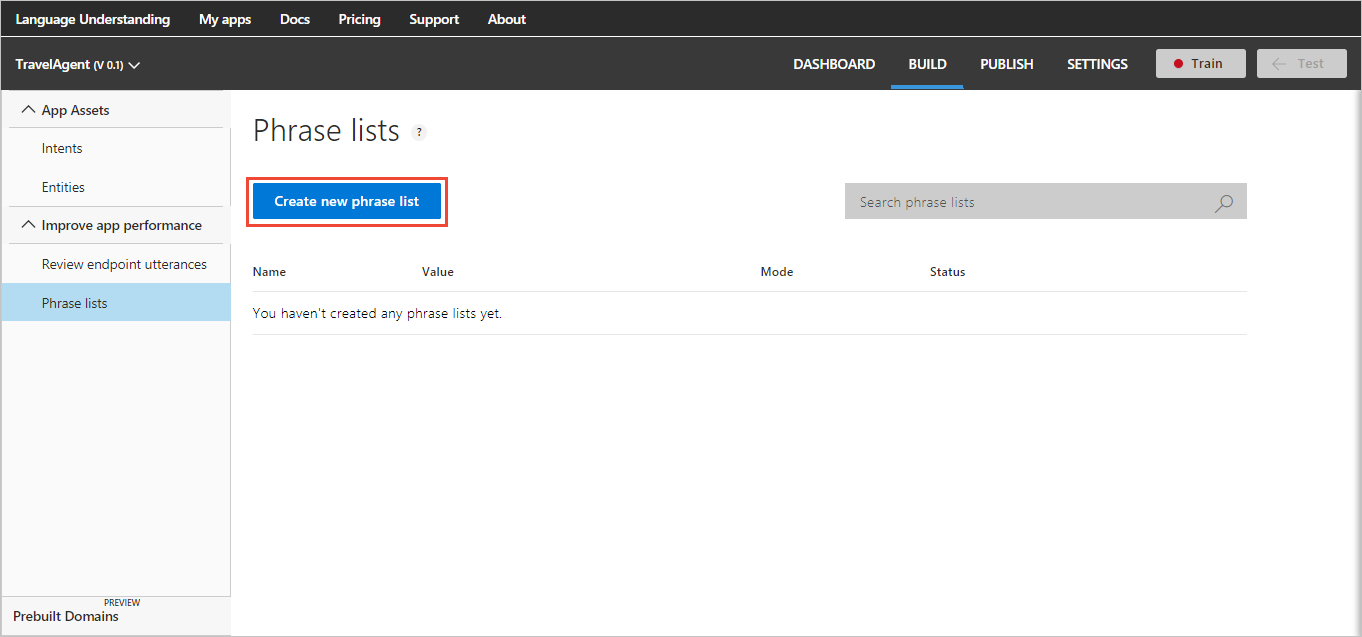 Language Understanding My apps Docs Pricing Support About
TravelAgent (V 0.1) DASHBOARD BUILD PUBLISH SETTINGS Train Test
App Assets
Intents
Entities
Improve app performance
Review endpoint utterances
Phrase lists
PREVIEW
Prebuilt Domains
Phrase lists ?
Create new phrase list Search phrase lists
Name Value Mode Status
You haven't created any phrase lists yet.